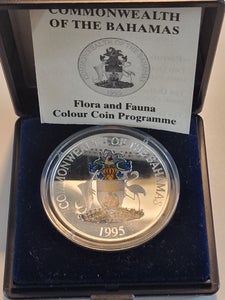 COMMONWEALTH
OF THE BAHAMAS
Flora and Fauna
Colour Coin Programme
COMMONWEALTH OF THE BAHAMAS
1995